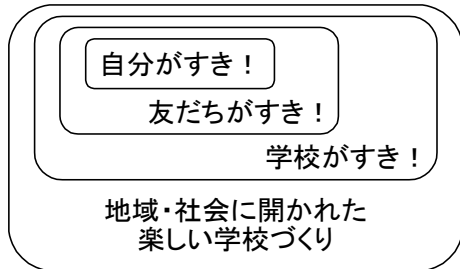 自分がすき！
友だちがすき！
学校がすき！
地域・社会に開かれた
楽しい学校づくり